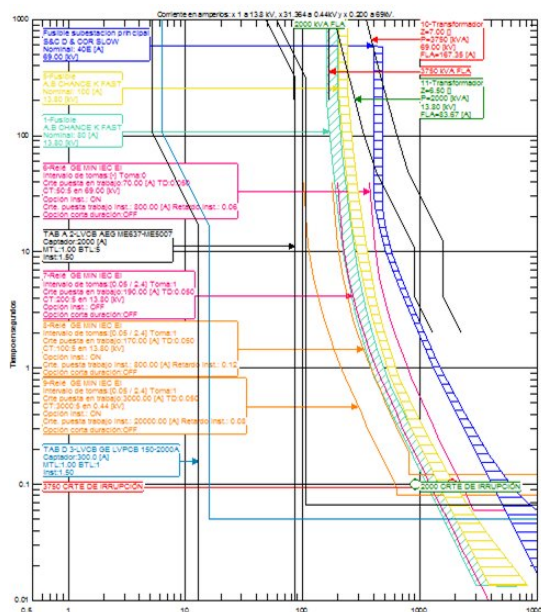 Corriente en amperios: x 1 a 13.8 kV, x 31.364 a 0.44kV y x 0.200 a 69kV.
Fusible subestación principal
S&C D & COR SLOW
Nominal: 40E [A]
69.00 [kV]
5-Fusible
A.B CHANCE K FAST
Nominal: 100 [A]
13.80 [kV]
1-Fusible
A.B CHANCE K FAST
Nominal: 80 [A]
13.80 [kV]
6-Relé GE MIN IEC EI
Intervalo de tomas:[-] Toma:0
Crte puesta en trabajo:70.00 [A] TD:0.050
CT:50:5 en 69.00 [kV]
Opción Inst.: ON
Crte. puesta trabajo Inst.: 800.00 [A] Retardo Inst.: 0.06
Opción corta duración:OFF
TAB A 2-LVCB AEG ME637-ME5007
Captador:2000 [A]
MTL:1.00 BTL:5
Inst:1.50
7-Relé GE MIN IEC EI
Intervalo de tomas:[0.05 / 2.4] Toma:1
Crte puesta en trabajo:190.00 [A] TD:0.050
CT:200:5 en 13.80 [kV]
Opción Inst.: OFF
Opción corta duración:OFF
8-Relé GE MIN IEC EI
Intervalo de tomas:[0.05 / 2.4] Toma:1
Crte puesta en trabajo:170.00 [A] TD:0.050
CT:100:5 en 13.80 [kV]
Opción Inst.: ON
Crte. puesta trabajo Inst.: 800.00 [A] Retardo Inst.: 0.12
Opción corta duración:OFF
9-Relé GE MIN IEC EI
Intervalo de tomas:[0.05 / 2.4] Toma:1
Crte puesta en trabajo:3000.00 [A] TD:0.050
CT:3000:5 en 0.44 [kV]
Opción Inst.: ON
Crte. puesta trabajo Inst.: 20000.00 [A] Retardo Inst.: 0.08
Opción corta duración:OFF
TAB D 3-LVCB GE LVPCB 150-2000A
Captador:300.0 [A]
MTL:1.00 BTL:1
Inst:1.50
3750 CRTE DE IRRUPCIÓN
2000 kVA FLA
10-Transformador
Z=7.00 []
P=3750 [kVA]
69.00 [kV]
FLA=167.35 [A]
3750 kVA FLA
11-Transformador
Z=6.50 []
P=2000 [kVA]
13.80 [kV]
FLA=83.67 [A]
2000 CRTE DE IRRUPCIÓN
Tiempo en segundos
1000
100
10
1
0.1
0.01
0.5
1
10
100
1000
1000